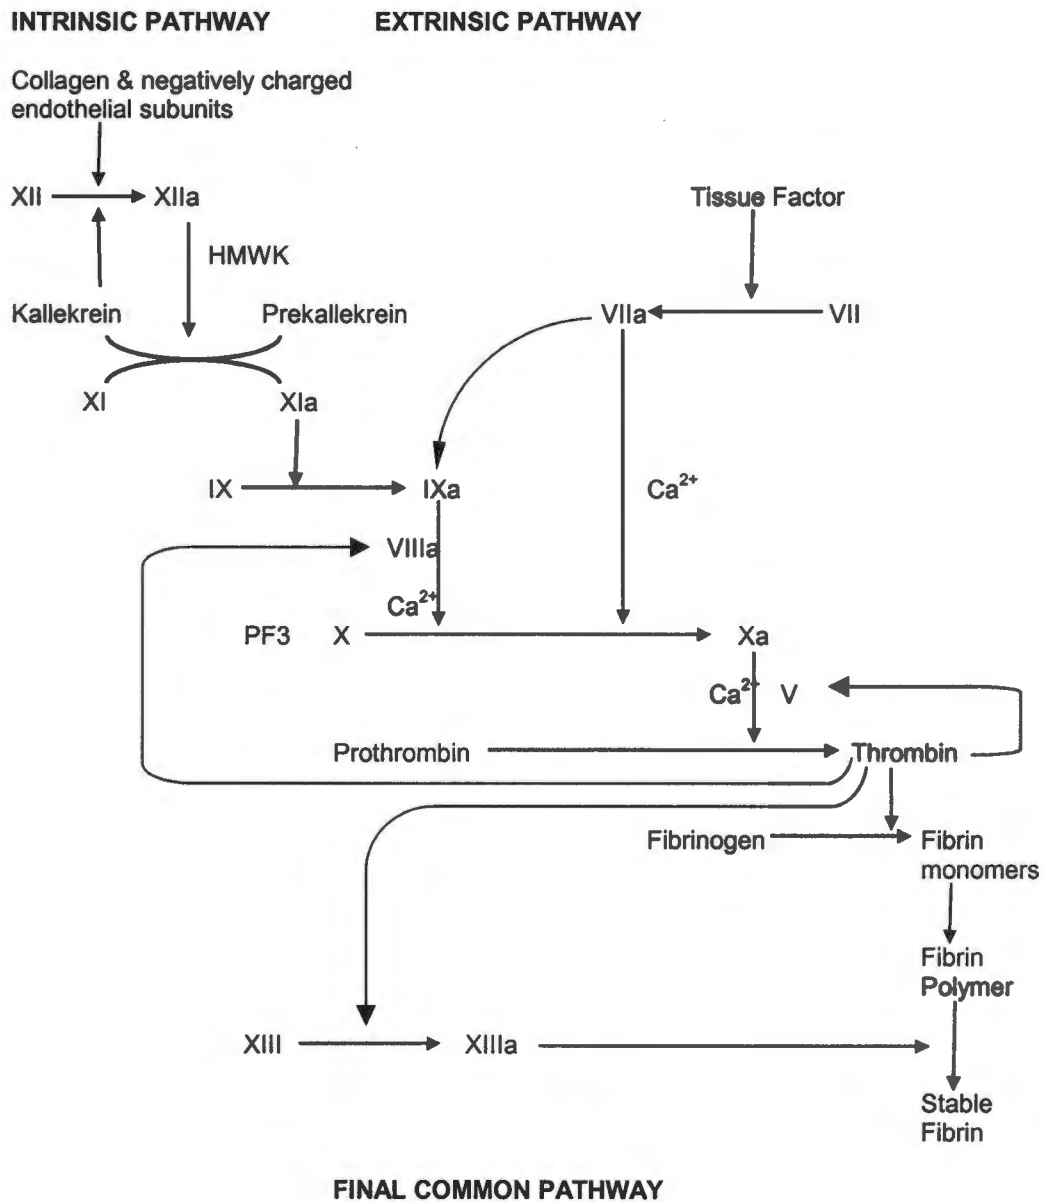 INTRINSIC PATHWAY EXTRINSIC PATHWAY
Collagen & negatively charged
endothelial subunits
XII XIIa Tissue Factor
HMWK
Kallekrein Prekallekrein VIIa VII
XI XIa
IX IXa Ca²⁺
VIIIa
Ca²⁺
PF3 X Xa
Ca²⁺ V
Prothrombin Thrombin
Fibrinogen Fibrin
monomers
Fibrin
Polymer
XIII XIIIa
Stable
Fibrin
FINAL COMMON PATHWAY